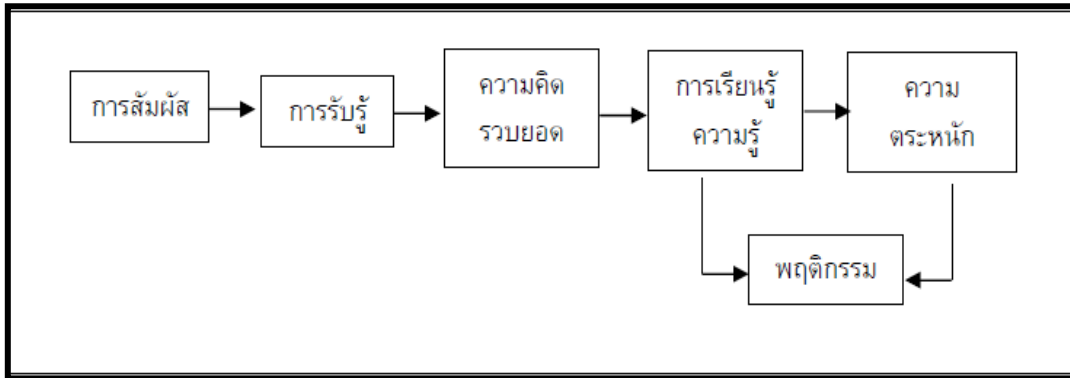 การสัมผัส
การรับรู้
ความคิด
รวบยอด
การเรียนรู้
ความรู้
ความ
ตระหนัก
พฤติกรรม